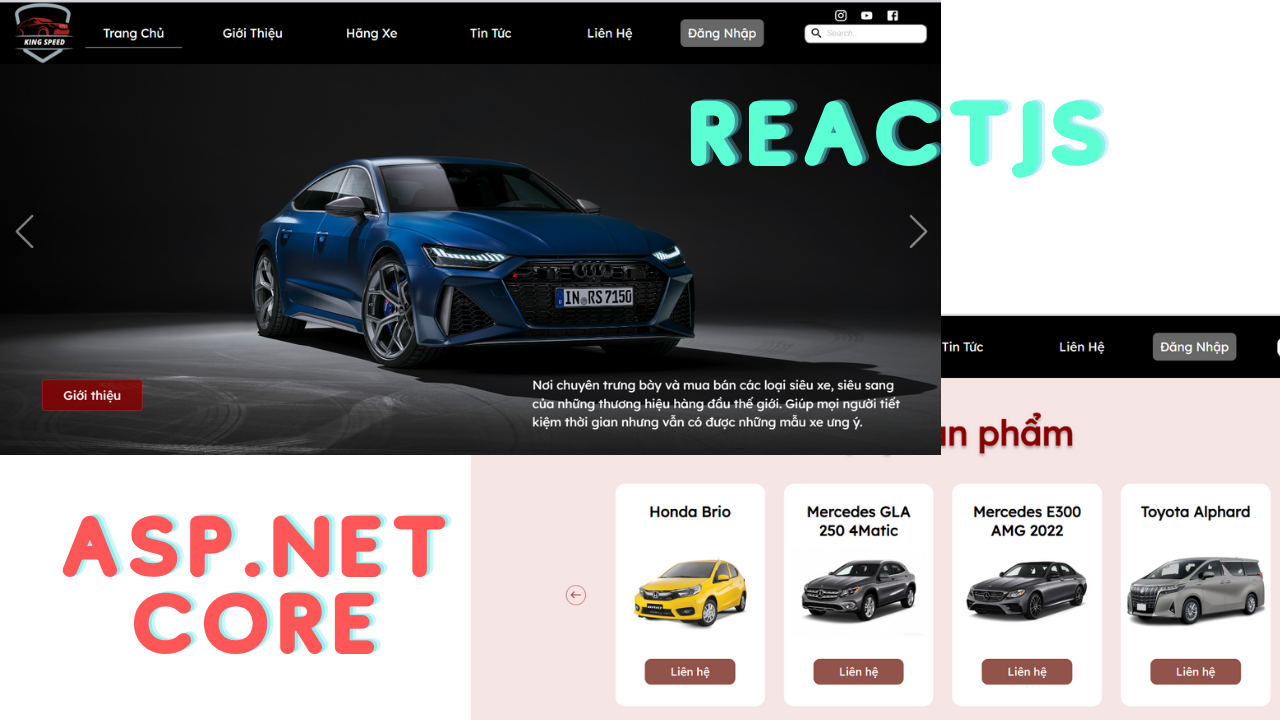 KING SPEED
Trang Chủ
Giới Thiệu
Hãng Xe
Tin Tức
Liên Hệ
Đăng Nhập
Search.
REACTJS
IN RS 7150
Giới thiệu
Nơi chuyên trưng bày và mua bán các loại siêu xe, siêu sang
của những thương hiệu hàng đầu thế giới. Giúp mọi người tiết
kiệm thời gian nhưng vẫn có được những mẫu xe ưng ý.
Tin Tức
Liên Hệ
Đăng Nhập
phẩm
ASP.NET
CORE
Honda Brio
Mercedes GLA
250 4Matic
Mercedes E300
AMG 2022
Toyota Alphard
Liên hệ
Liên hệ
Liên hệ
Liên hệ